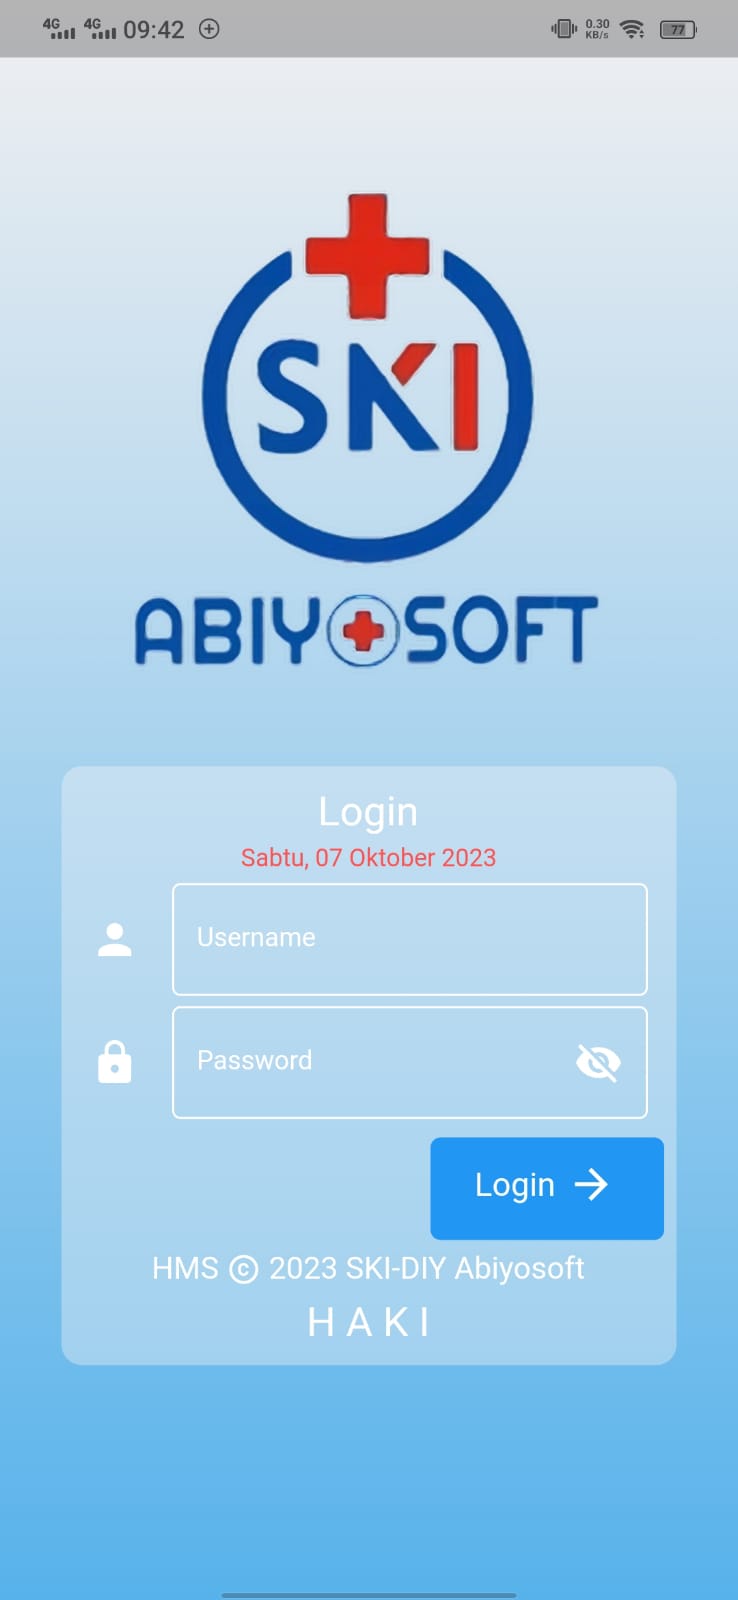 4G 4G 09:42 0.30 KB/s 77
SKI
ABIYOSOFT
Login
Sabtu, 07 Oktober 2023
Username
Password
Login
HMS © 2023 SKI-DIY Abiyosoft
H A K I